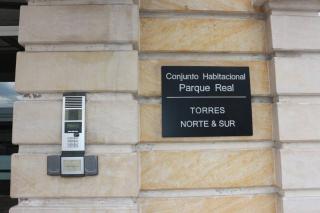 Conjunto Habitacional
Parque Real
TORRES
NORTE & SUR